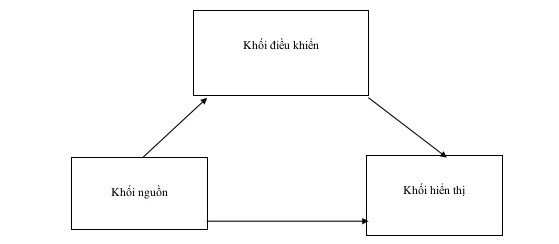 Khối điều khiển
Khối nguồn
Khối hiển thị